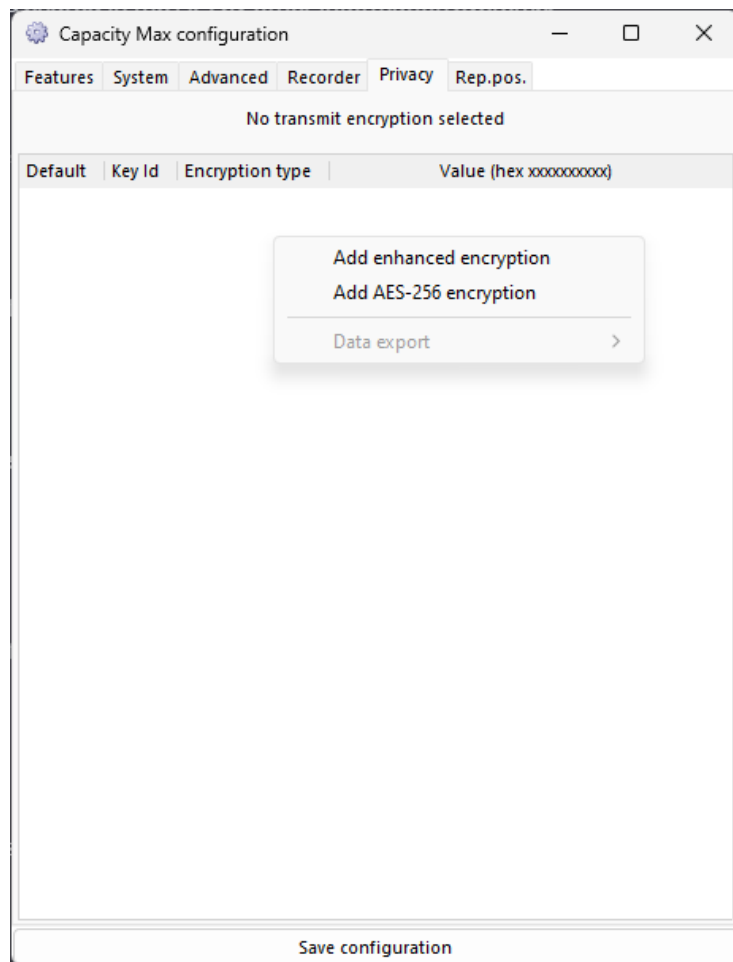 Capacity Max configuration
Features System Advanced Recorder Privacy Rep.pos.
No transmit encryption selected
Default Key Id Encryption type Value (hex xxxxxxxxxx)
Add enhanced encryption
Add AES-256 encryption
Data export
Save configuration